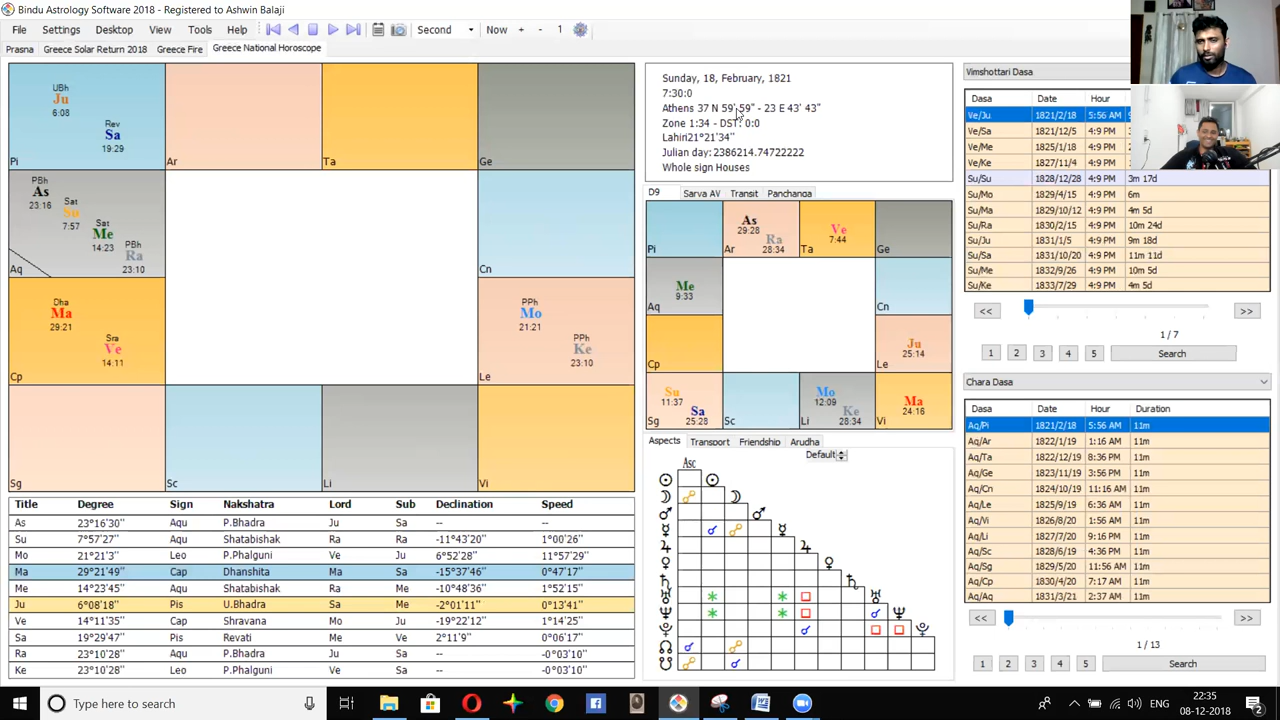 Bindu Astrology Software 2018 - Registered to Ashwin Balaji
File Settings Desktop View Tools Help Second Now + - 1
Prasna Greece Solar Return 2018 Greece Fire Greece National Horoscope
UBh
Ju
6:08
Rev
Sa
19:29
Pi
Ar
Ta
Ge
PBh
As
23:16
Sat
Su
7:57
Sat
Me
14:23
PBh
Ra
23:10
Aq
Cn
Dha
Ma
29:21
Sra
Ve
14:11
Cp
PPh
Mo
21:21
PPh
Ke
23:10
Le
Sg
Sc
Li
Vi
Title Degree Sign Nakshatra Lord Sub Declination Speed
As 23°16'30'' Aqu P.Bhadra Ju Sa -- --
Su 7°57'27'' Aqu Shatabishak Ra Ra -11°43'20'' 1°00'26''
Mo 21°21'3'' Leo P.Phalguni Ve Ju 6°52'28'' 11°57'29''
Ma 29°21'49'' Cap Dhanshita Ma Sa -15°37'46'' 0°47'17''
Me 14°23'45'' Aqu Shatabishak Ra Ve -10°48'36'' 1°52'15''
Ju 6°08'18'' Pis U.Bhadra Sa Me -2°01'11'' 0°13'41''
Ve 14°11'35'' Cap Shravana Mo Ju -19°22'12'' 1°14'25''
Sa 19°29'47'' Pis Revati Me Ve 2°11'9'' 0°06'17''
Ra 23°10'28'' Aqu P.Bhadra Ju Sa -- -0°03'10''
Ke 23°10'28'' Leo P.Phalguni Ve Sa -- -0°03'10''
Sunday, 18, February, 1821
7:30:0
Athens 37 N 59' 59" - 23 E 43' 43"
Zone 1:34 - DST: 0:0
Lahiri21°21'34''
Julian day: 2386214.74722222
Whole sign Houses
D9 Sarva AV Transit Panchanga
Pi
As
29:28
Ra
28:34
Ar
Ve
7:44
Ta
Ge
Me
9:33
Aq
Cn
Cp
Ju
25:14
Le
Su
11:37
Sa
25:28
Sg
Sc
Mo
12:09
Ke
28:34
Li
Ma
24:16
Vi
Aspects Transport Friendship Arudha
Default
Asc
Vimshottari Dasa
Dasa Date Hour
Ve/Ju 1821/2/18 5:56 AM
Ve/Sa 1821/12/5 4:9 PM
Ve/Me 1825/1/18 4:9 PM
Ve/Ke 1827/11/4 4:9 PM
Su/Su 1828/12/28 4:9 PM 3m 17d
Su/Mo 1829/4/15 4:9 PM 6m
Su/Ma 1829/10/12 4:9 PM 4m 5d
Su/Ra 1830/2/15 4:9 PM 10m 24d
Su/Ju 1831/1/5 4:9 PM 9m 18d
Su/Sa 1831/10/20 4:9 PM 11m 11d
Su/Me 1832/9/26 4:9 PM 10m 5d
Su/Ke 1833/7/29 4:9 PM 4m 5d
<< >>
1 / 7
1 2 3 4 5 Search
Chara Dasa
Dasa Date Hour Duration
Aq/Pi 1821/2/18 5:56 AM 11m
Aq/Ar 1822/1/19 1:16 AM 11m
Aq/Ta 1822/12/19 8:36 PM 11m
Aq/Ge 1823/11/19 3:56 PM 11m
Aq/Cn 1824/10/19 11:16 AM 11m
Aq/Le 1825/9/19 6:36 AM 11m
Aq/Vi 1826/8/20 1:56 AM 11m
Aq/Li 1827/7/20 9:16 PM 11m
Aq/Sc 1828/6/19 4:36 PM 11m
Aq/Sg 1829/5/20 11:56 AM 11m
Aq/Cp 1830/4/20 7:17 AM 11m
Aq/Aq 1831/3/21 2:37 AM 11m
<< >>
1 / 13
1 2 3 4 5 Search
Type here to search
ENG
22:35
08-12-2018
2